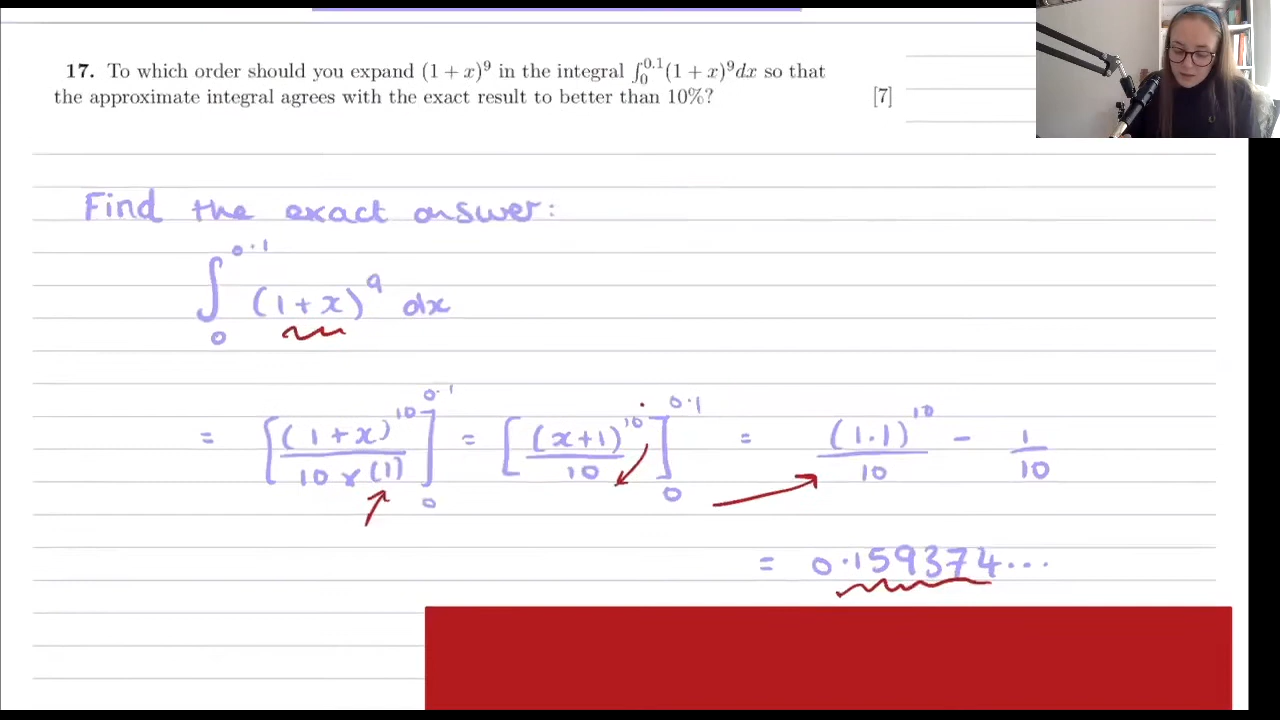 17. To which order should you expand (1 + x)^9 in the integral ∫_0^{0.1}(1 + x)^9 dx so that
the approximate integral agrees with the exact result to better than 10%? [7]
Find the exact answer:
∫_0^{0.1} (1 + x)^9 dx
= [(1 + x)^{10} / 10 × (1)]_0^{0.1} = [(x + 1)^{10} / 10]_0^{0.1} = (1.1)^{10} / 10 - 1 / 10
= 0.159374...